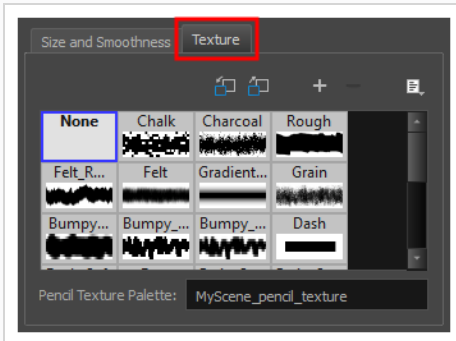 Size and Smoothness Texture
None Chalk Charcoal Rough
Felt_R... Felt Gradient... Grain
Bumpy... Bumpy_... Bumpy_... Dash
Pencil Texture Palette: MyScene_pencil_texture